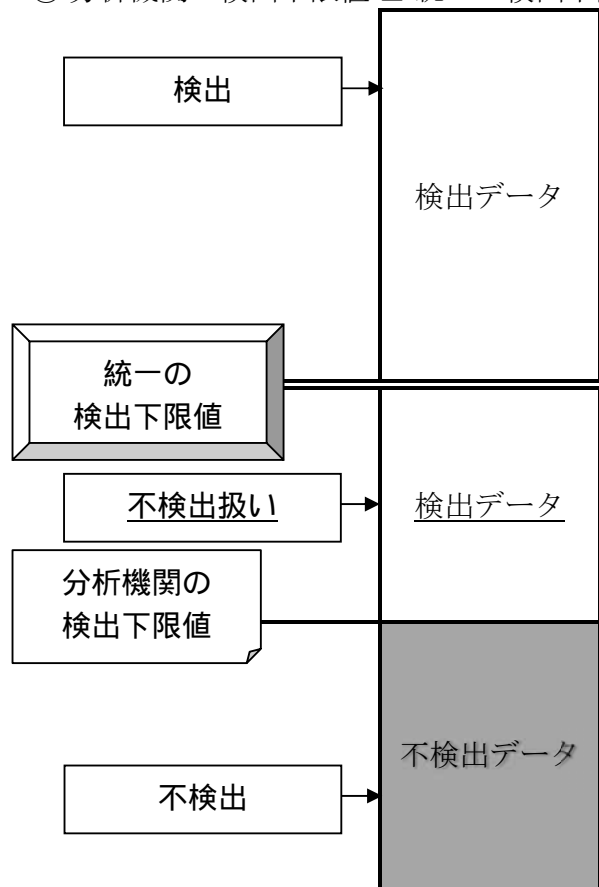 検出
検出データ
統一の
検出下限値
不検出扱い
検出データ
分析機関の
検出下限値
不検出データ
不検出